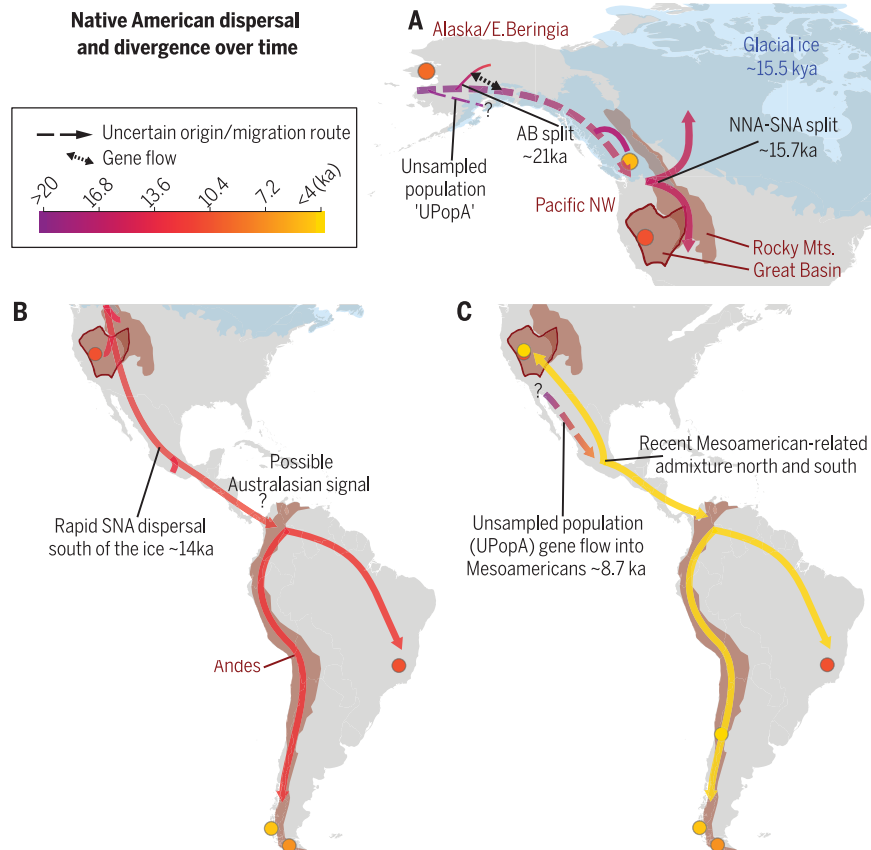 Native American dispersal
and divergence over time
Uncertain origin/migration route
Gene flow
>20
16.8
13.6
10.4
7.2
<4(ka)
A
Alaska/E.Beringia
Glacial ice
~15.5 kya
?
AB split
~21ka
NNA-SNA split
~15.7ka
Unsampled
population
'UPopA'
Pacific NW
Rocky Mts.
Great Basin
B
Possible
Australasian signal
?
Rapid SNA dispersal
south of the ice ~14ka
Andes
C
?
Recent Mesoamerican-related
admixture north and south
Unsampled population
(UPopA) gene flow into
Mesoamericans ~8.7 ka